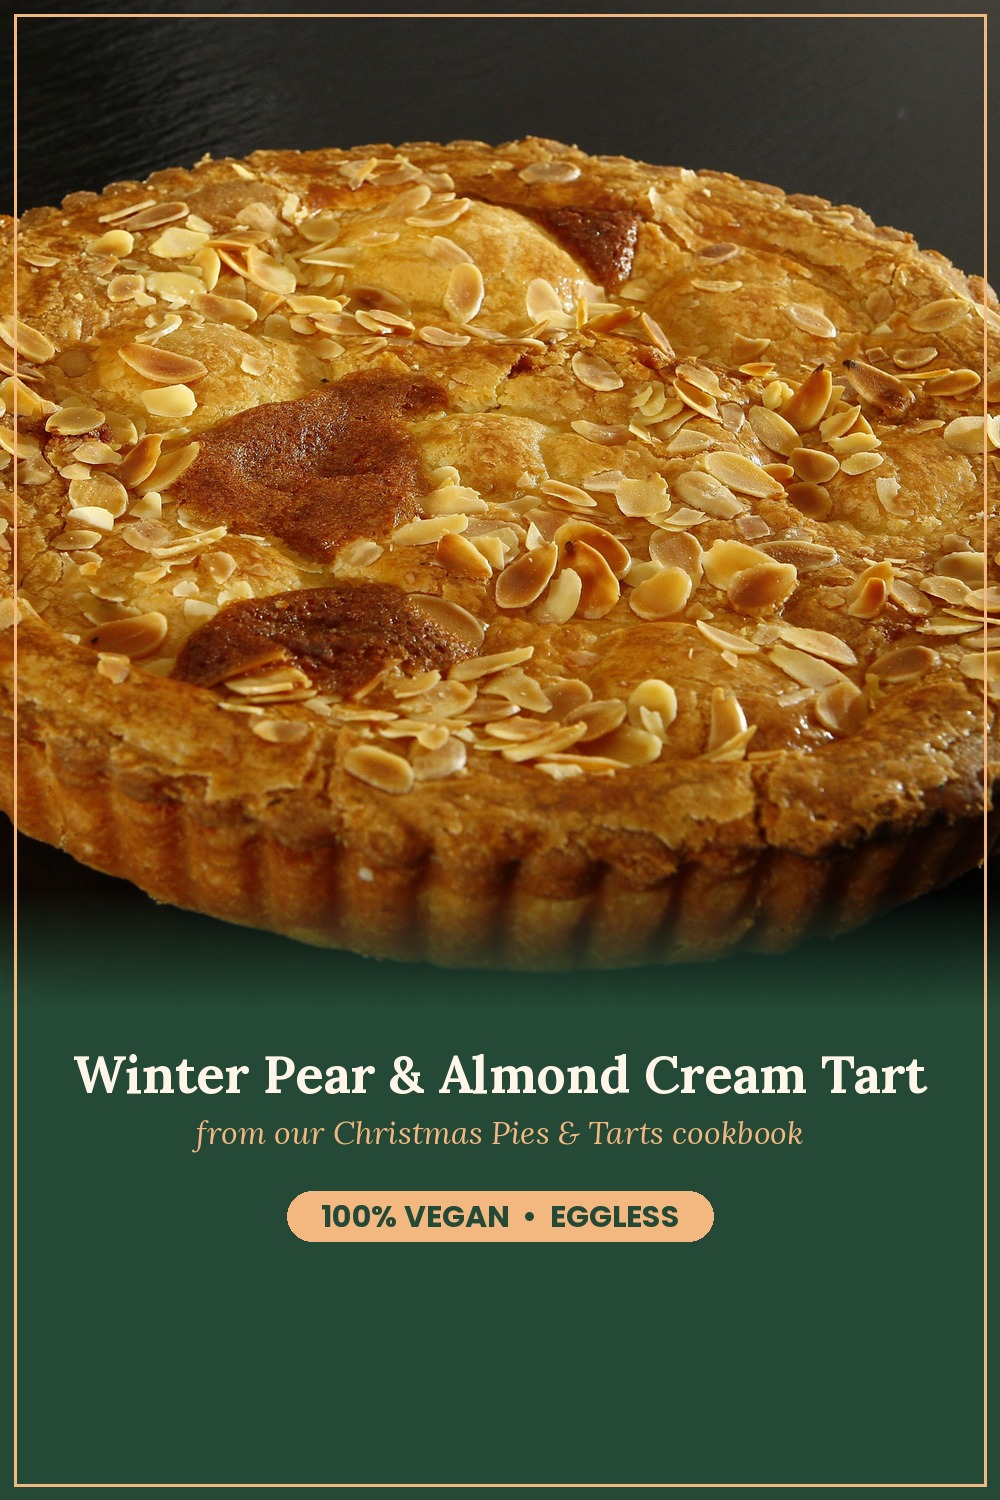 Winter Pear & Almond Cream Tart
from our Christmas Pies & Tarts cookbook
100% VEGAN • EGGLESS